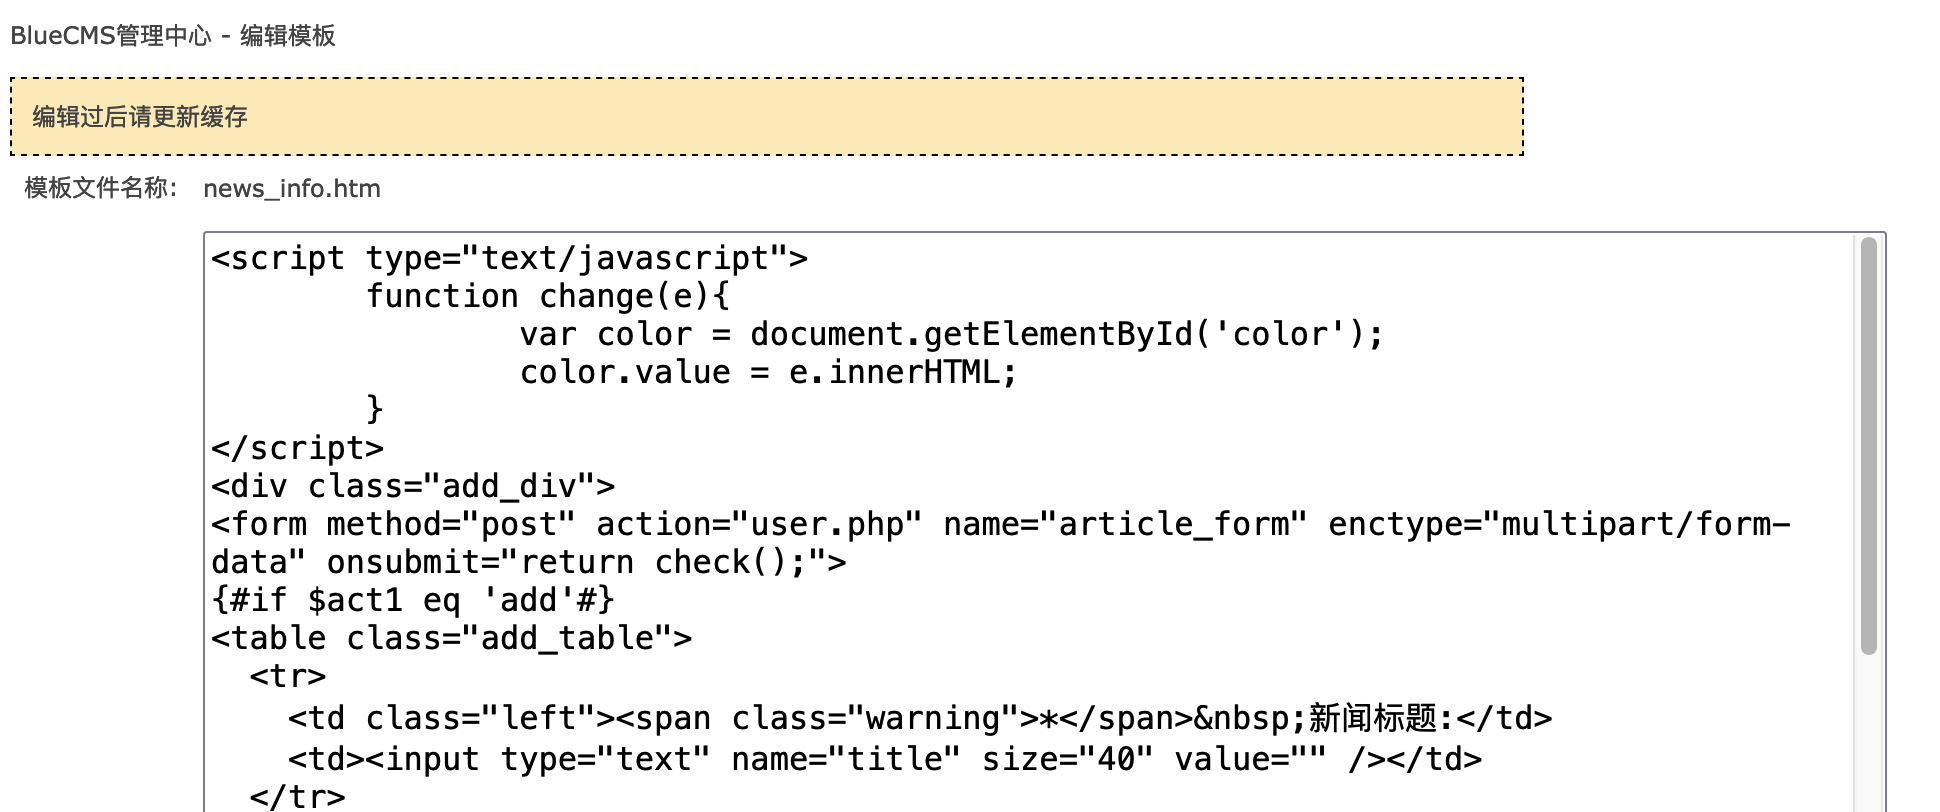 BlueCMS管理中心 - 编辑模板
编辑过后请更新缓存
模板文件名称: news_info.htm
<script type="text/javascript">
        function change(e){
                var color = document.getElementById('color');
                color.value = e.innerHTML;
        }
</script>
<div class="add_div">
<form method="post" action="user.php" name="article_form" enctype="multipart/form-
data" onsubmit="return check();">
{#if $act1 eq 'add'#}
<table class="add_table">
  <tr>
    <td class="left"><span class="warning">*</span>&nbsp;新闻标题:</td>
    <td><input type="text" name="title" size="40" value="" /></td>
  </tr>